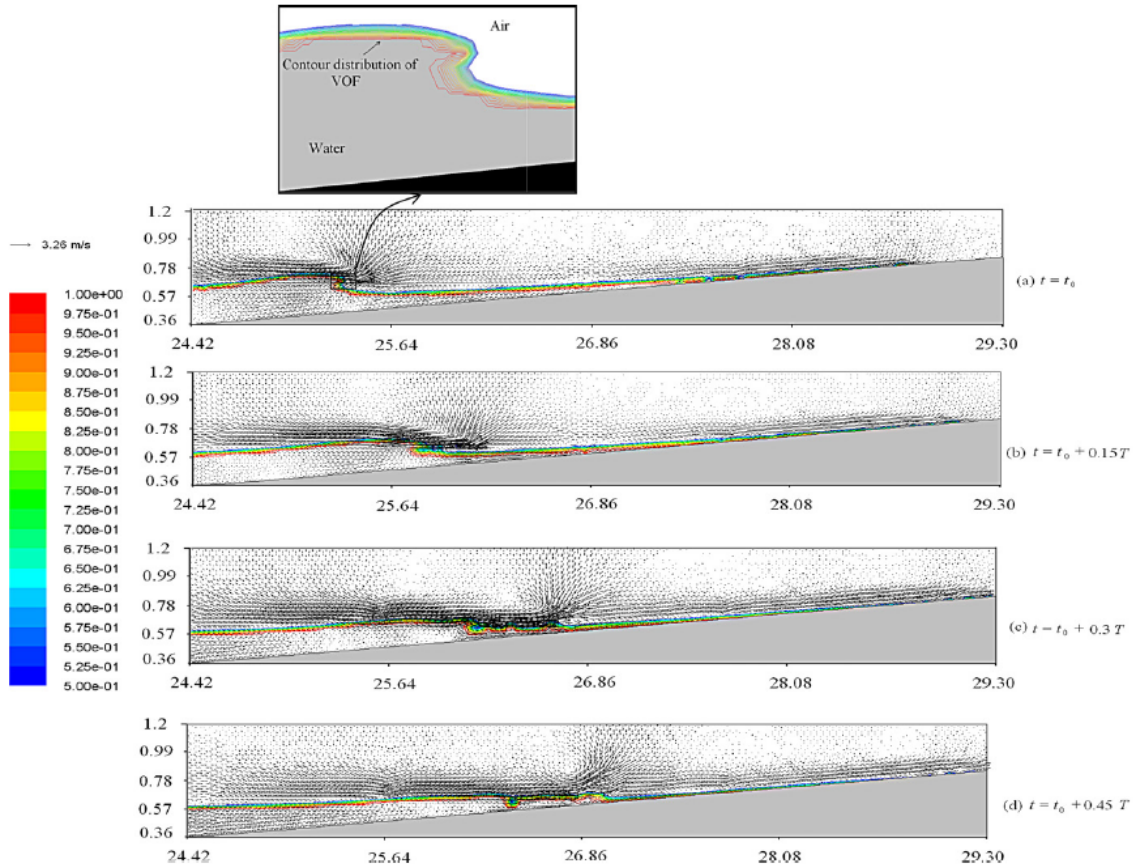 Air
Contour distribution of
VOF
Water
3.26 m/s
1.00e+00
9.75e-01
9.50e-01
9.25e-01
9.00e-01
8.75e-01
8.50e-01
8.25e-01
8.00e-01
7.75e-01
7.50e-01
7.25e-01
7.00e-01
6.75e-01
6.50e-01
6.25e-01
6.00e-01
5.75e-01
5.50e-01
5.25e-01
5.00e-01
1.2
0.99
0.78
0.57
0.36
24.42 25.64 26.86 28.08 29.30
(a) t = t₀
1.2
0.99
0.78
0.57
0.36
24.42 25.64 26.86 28.08 29.30
(b) t = t₀ + 0.15T
1.2
0.99
0.78
0.57
0.36
24.42 25.64 26.86 28.08 29.30
(c) t − t₀ + 0.3 T
1.2
0.99
0.78
0.57
0.36
24.42 25.64 26.86 28.08 29.30
(d) t = t₀ + 0.45 T